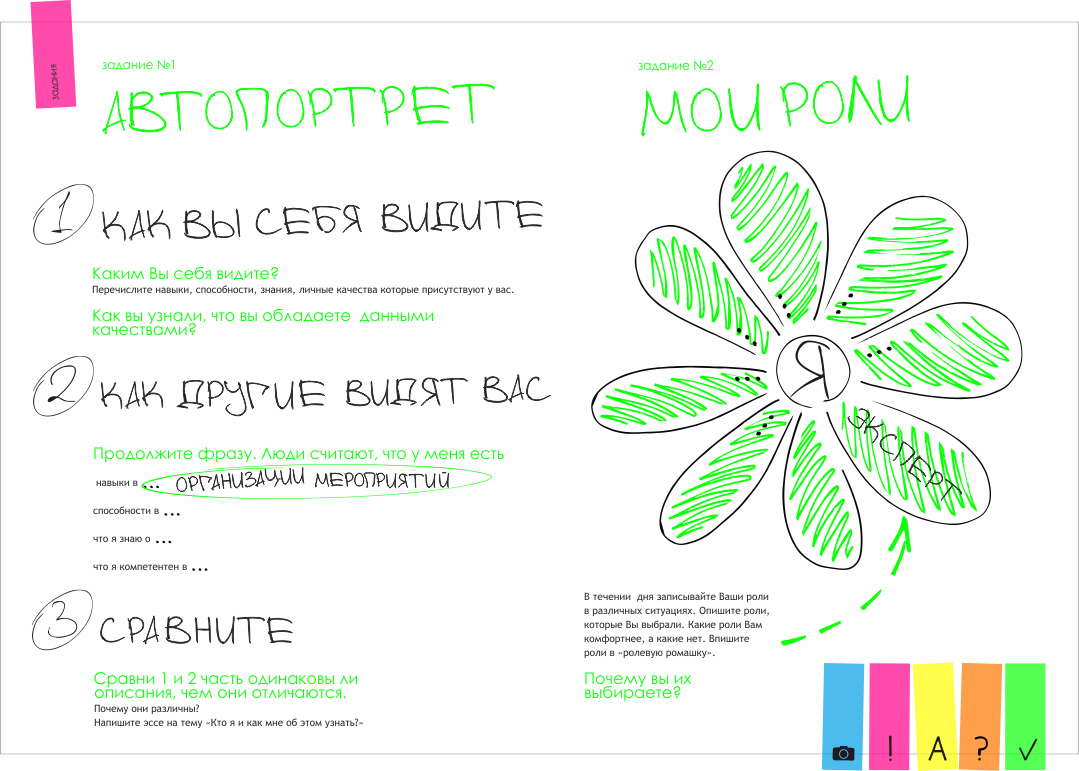 задания
задание №1
АВТОПОРТРЕТ
1 КАК ВЫ СЕБЯ ВИДИТЕ
Каким Вы себя видите?
Перечислите навыки, способности, знания, личные качества которые присутствуют у вас.
Как вы узнали, что вы обладаете данными
качествами?
2 КАК ДРУГИЕ ВИДЯТ ВАС
Продолжите фразу. Люди считают, что у меня есть
навыки в ... ОРГАНИЗАЦИИ МЕРОПРИЯТИЙ
способности в ...
что я знаю о ...
что я компетентен в ...
3 СРАВНИТЕ
Сравни 1 и 2 часть одинаковы ли
описания, чем они отличаются.
Почему они различны?
Напишите эссе на тему «Кто я и как мне об этом узнать?»
задание №2
МОИ РОЛИ
...
...
...
...
...
...
Я
ЭКСПЕРТ
В течении дня записывайте Ваши роли
в различных ситуациях. Опишите роли,
которые Вы выбрали. Какие роли Вам
комфортнее, а какие нет. Впишите
роли в «ролевую ромашку».
Почему вы их
выбираете?
! А ? ✓